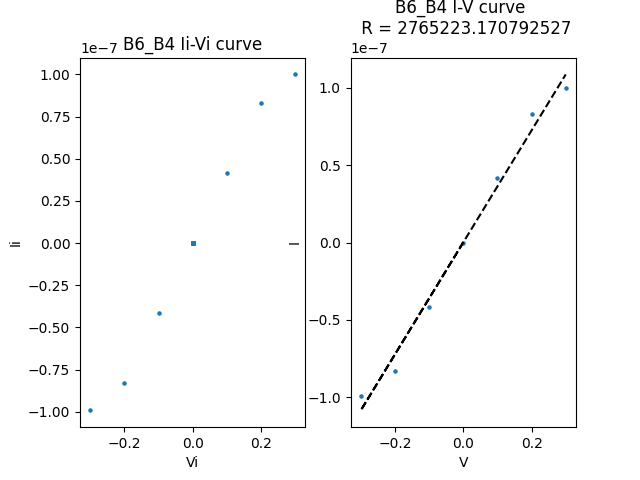 B6_B4 Ii-Vi curve
1e−7
1.00
0.75
0.50
0.25
0.00
−0.25
−0.50
−0.75
−1.00
−0.2
0.0
0.2
Ii
Vi
B6_B4 I-V curve
R = 2765223.170792527
1e−7
1.0
0.5
0.0
−0.5
−1.0
−0.2
0.0
0.2
I
V